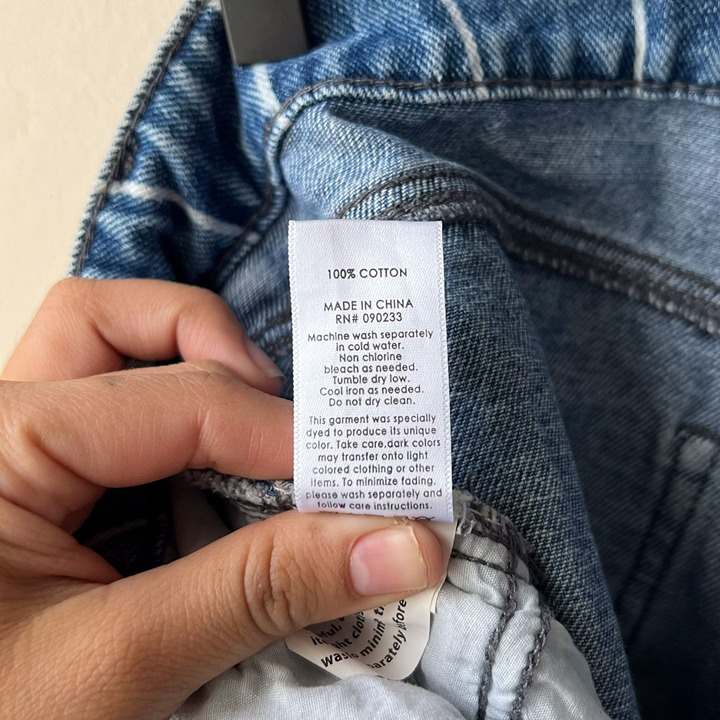 100% COTTON
MADE IN CHINA
RN# 090233
Machine wash separately
in cold water.
Non chlorine
bleach as needed.
Tumble dry low.
Cool iron as needed.
Do not dry clean.
This garment was specially
dyed to produce its unique
color. Take care,dark colors
may transfer onto light
colored clothing or other
items. To minimize fading,
please wash separately and
follow care instructions.